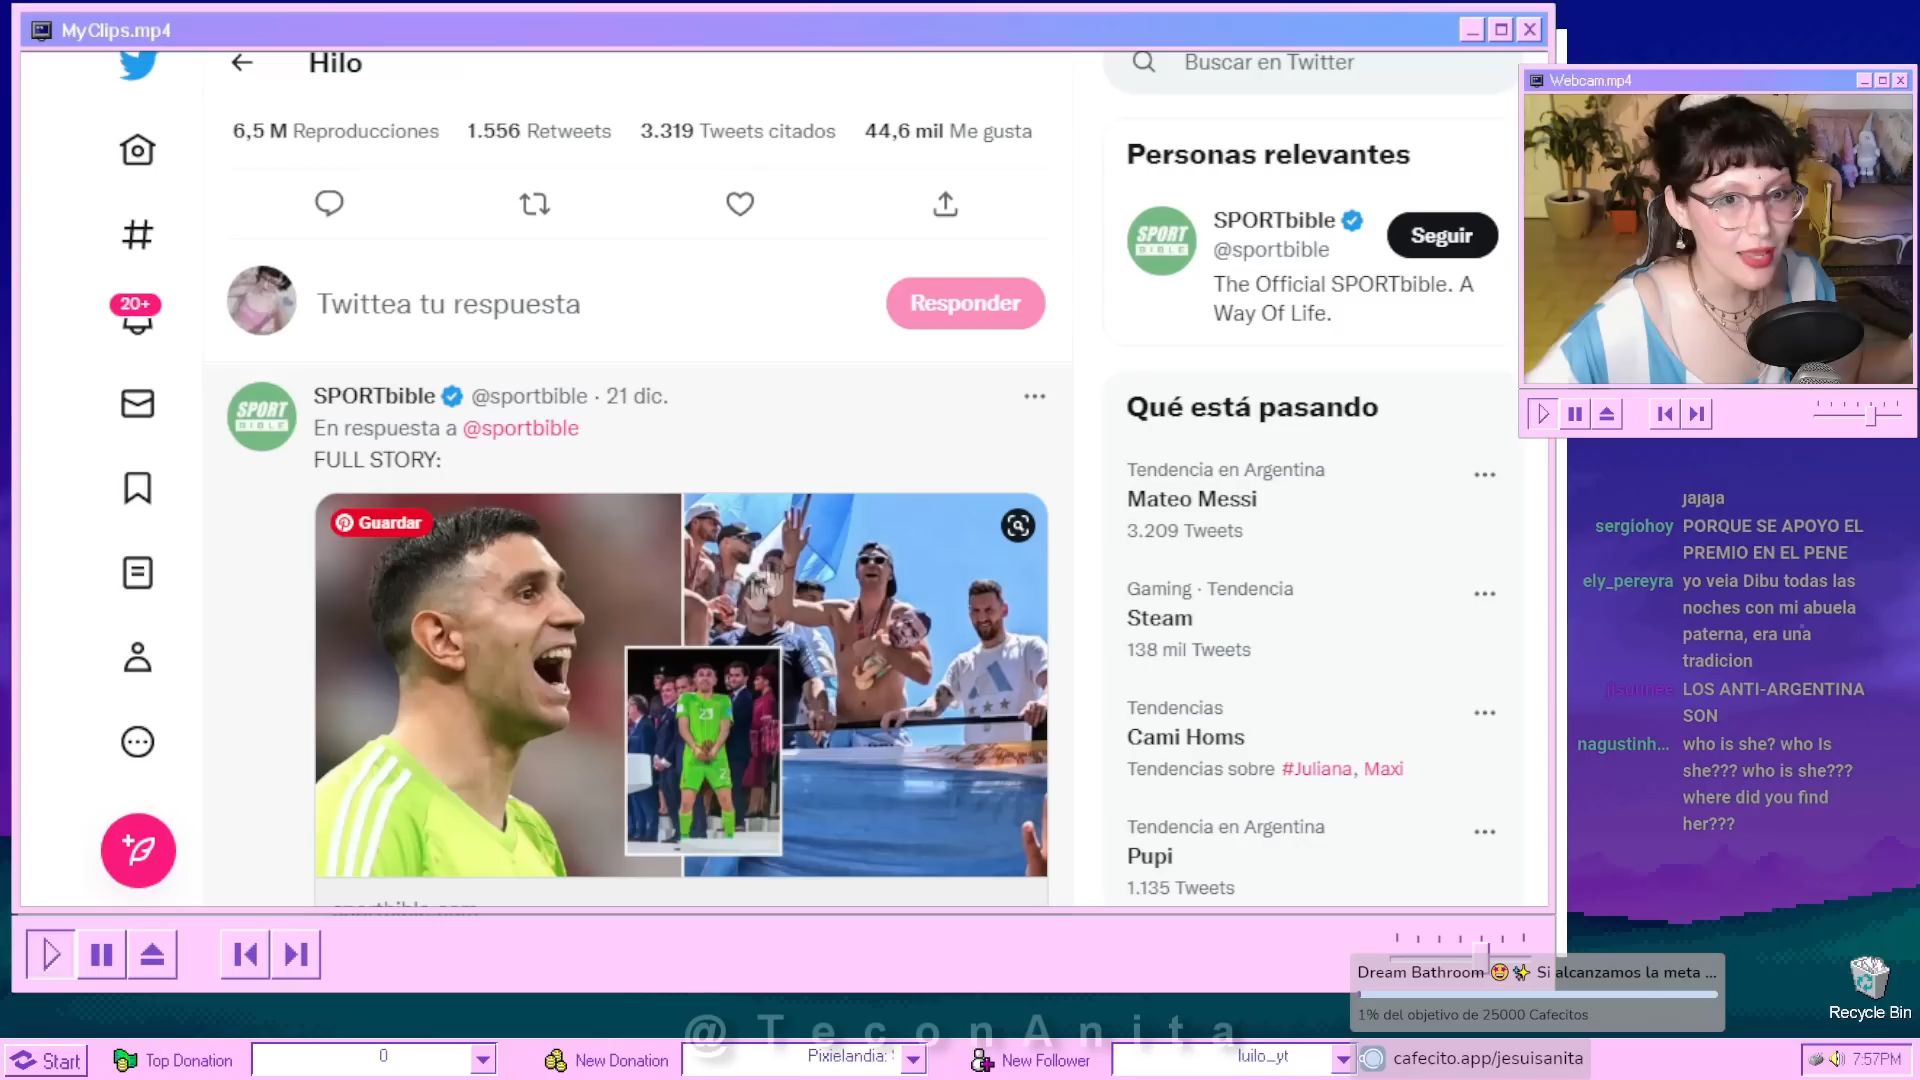 MyClips.mp4
Hilo
6,5 M Reproducciones 1.556 Retweets 3.319 Tweets citados 44,6 mil Me gusta
20+
Twittea tu respuesta
Responder
SPORT
BIBLE
SPORTbible @sportbible · 21 dic.
En respuesta a @sportbible
FULL STORY:
Guardar
23
Buscar en Twitter
Personas relevantes
SPORT
BIBLE
SPORTbible
@sportbible
Seguir
The Official SPORTbible. A
Way Of Life.
Qué está pasando
Tendencia en Argentina
Mateo Messi
3.209 Tweets
Gaming · Tendencia
Steam
138 mil Tweets
Tendencias
Cami Homs
Tendencias sobre #Juliana, Maxi
Tendencia en Argentina
Pupi
1.135 Tweets
Webcam.mp4
jajaja
sergiohoy PORQUE SE APOYO EL
PREMIO EN EL PENE
ely_pereyra yo veia Dibu todas las
noches con mi abuela
paterna, era una
tradicion
LOS ANTI-ARGENTINA
SON
nagustinh... who is she? who Is
she??? who is she???
where did you find
her???
Dream Bathroom 🤩✨ Si alcanzamos la meta ...
1% del objetivo de 25000 Cafecitos
Recycle Bin
@TeconAnita
Start
Top Donation
0
New Donation
Pixielandia:
New Follower
luilo_yt
cafecito.app/jesuisanita
7:57PM